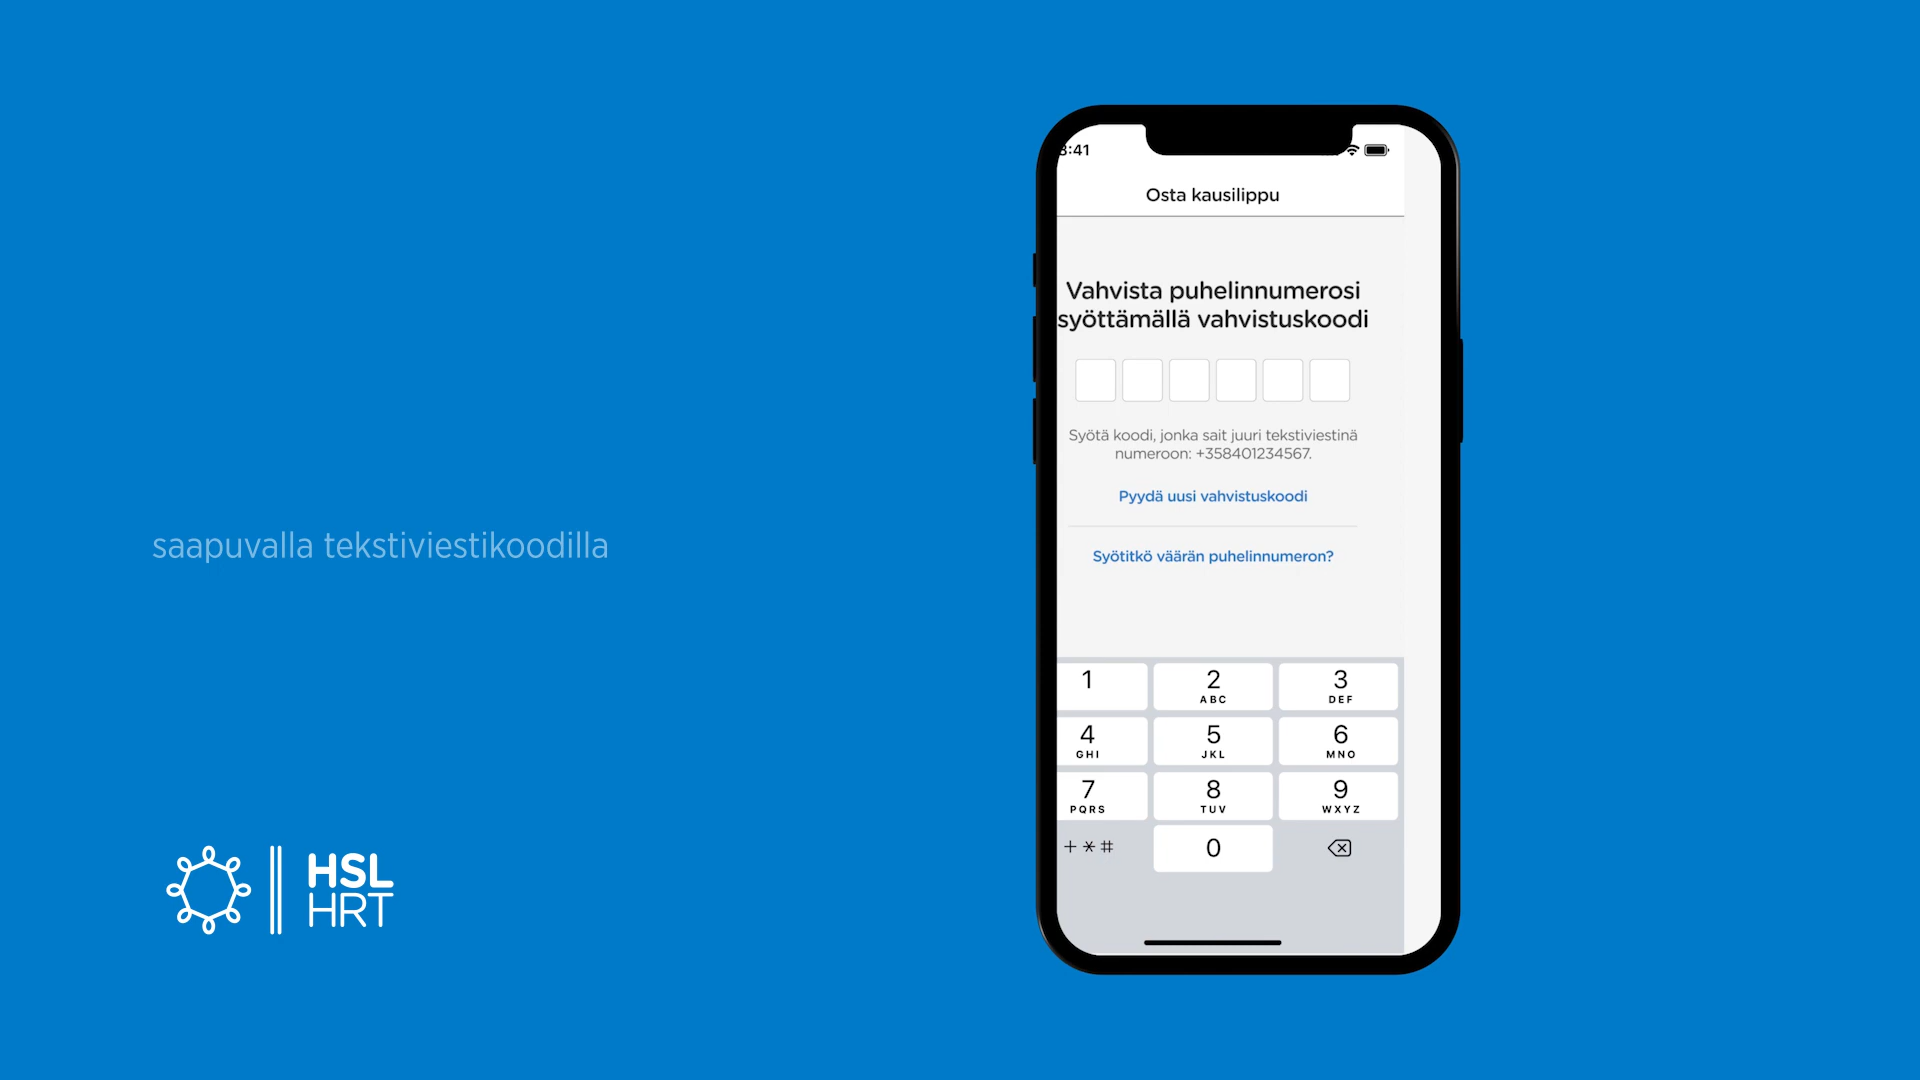 saapuvalla tekstiviestikoodilla
HSL
HRT
:41
Osta kausilippu
Vahvista puhelinnumerosi
syöttämällä vahvistuskoodi
Syötä koodi, jonka sait juuri tekstiviestinä
numeroon: +358401234567.
Pyydä uusi vahvistuskoodi
Syötitkö väärän puhelinnumeron?
1 2 3
ABC DEF
4 5 6
GHI JKL MNO
7 8 9
PQRS TUV WXYZ
+*# 0